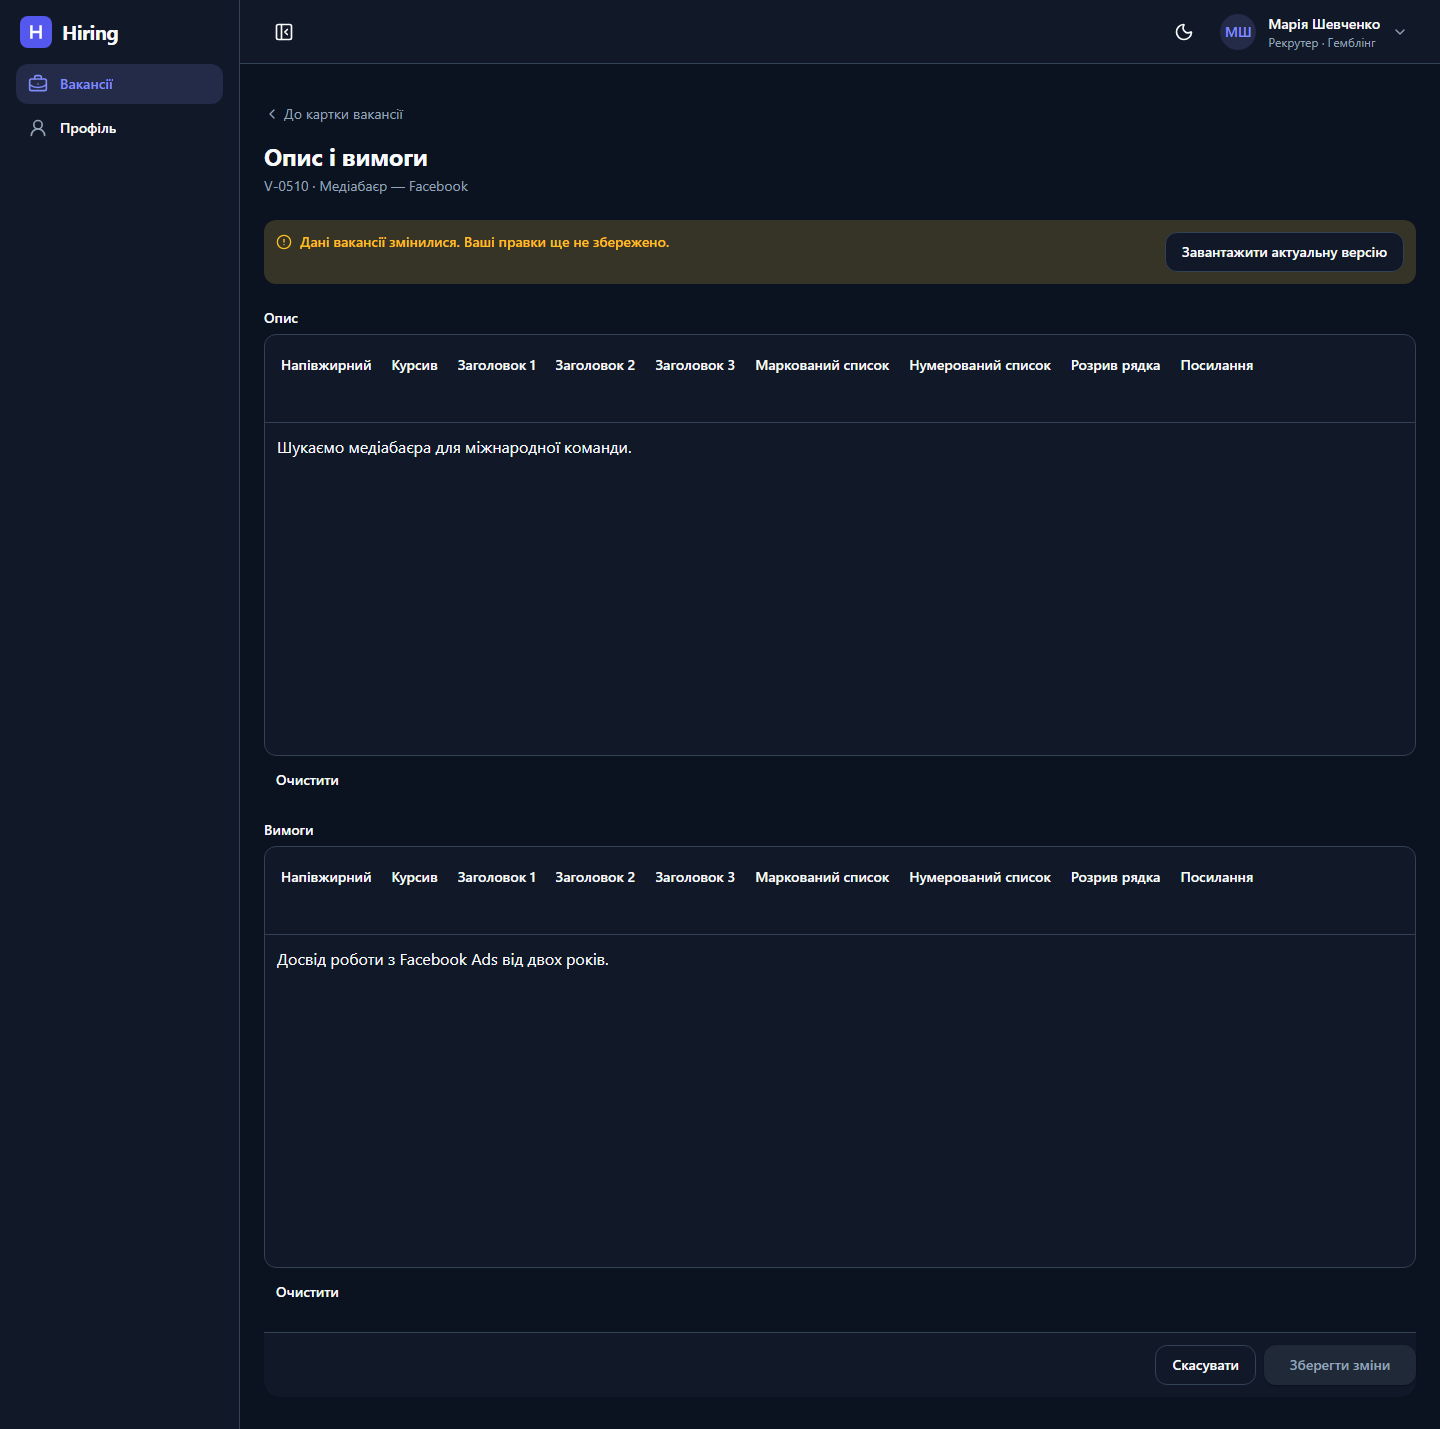 H Hiring
Вакансії
Профіль
МШ
Марія Шевченко
Рекрутер · Гемблінг
До картки вакансії
Опис і вимоги
V-0510 · Медіабаєр — Facebook
Дані вакансії змінилися. Ваші правки ще не збережено.
Завантажити актуальну версію
Опис
Напівжирний Курсив Заголовок 1 Заголовок 2 Заголовок 3 Маркований список Нумерований список Розрив рядка Посилання
Шукаємо медіабаєра для міжнародної команди.
Очистити
Вимоги
Напівжирний Курсив Заголовок 1 Заголовок 2 Заголовок 3 Маркований список Нумерований список Розрив рядка Посилання
Досвід роботи з Facebook Ads від двох років.
Очистити
Скасувати Зберегти зміни